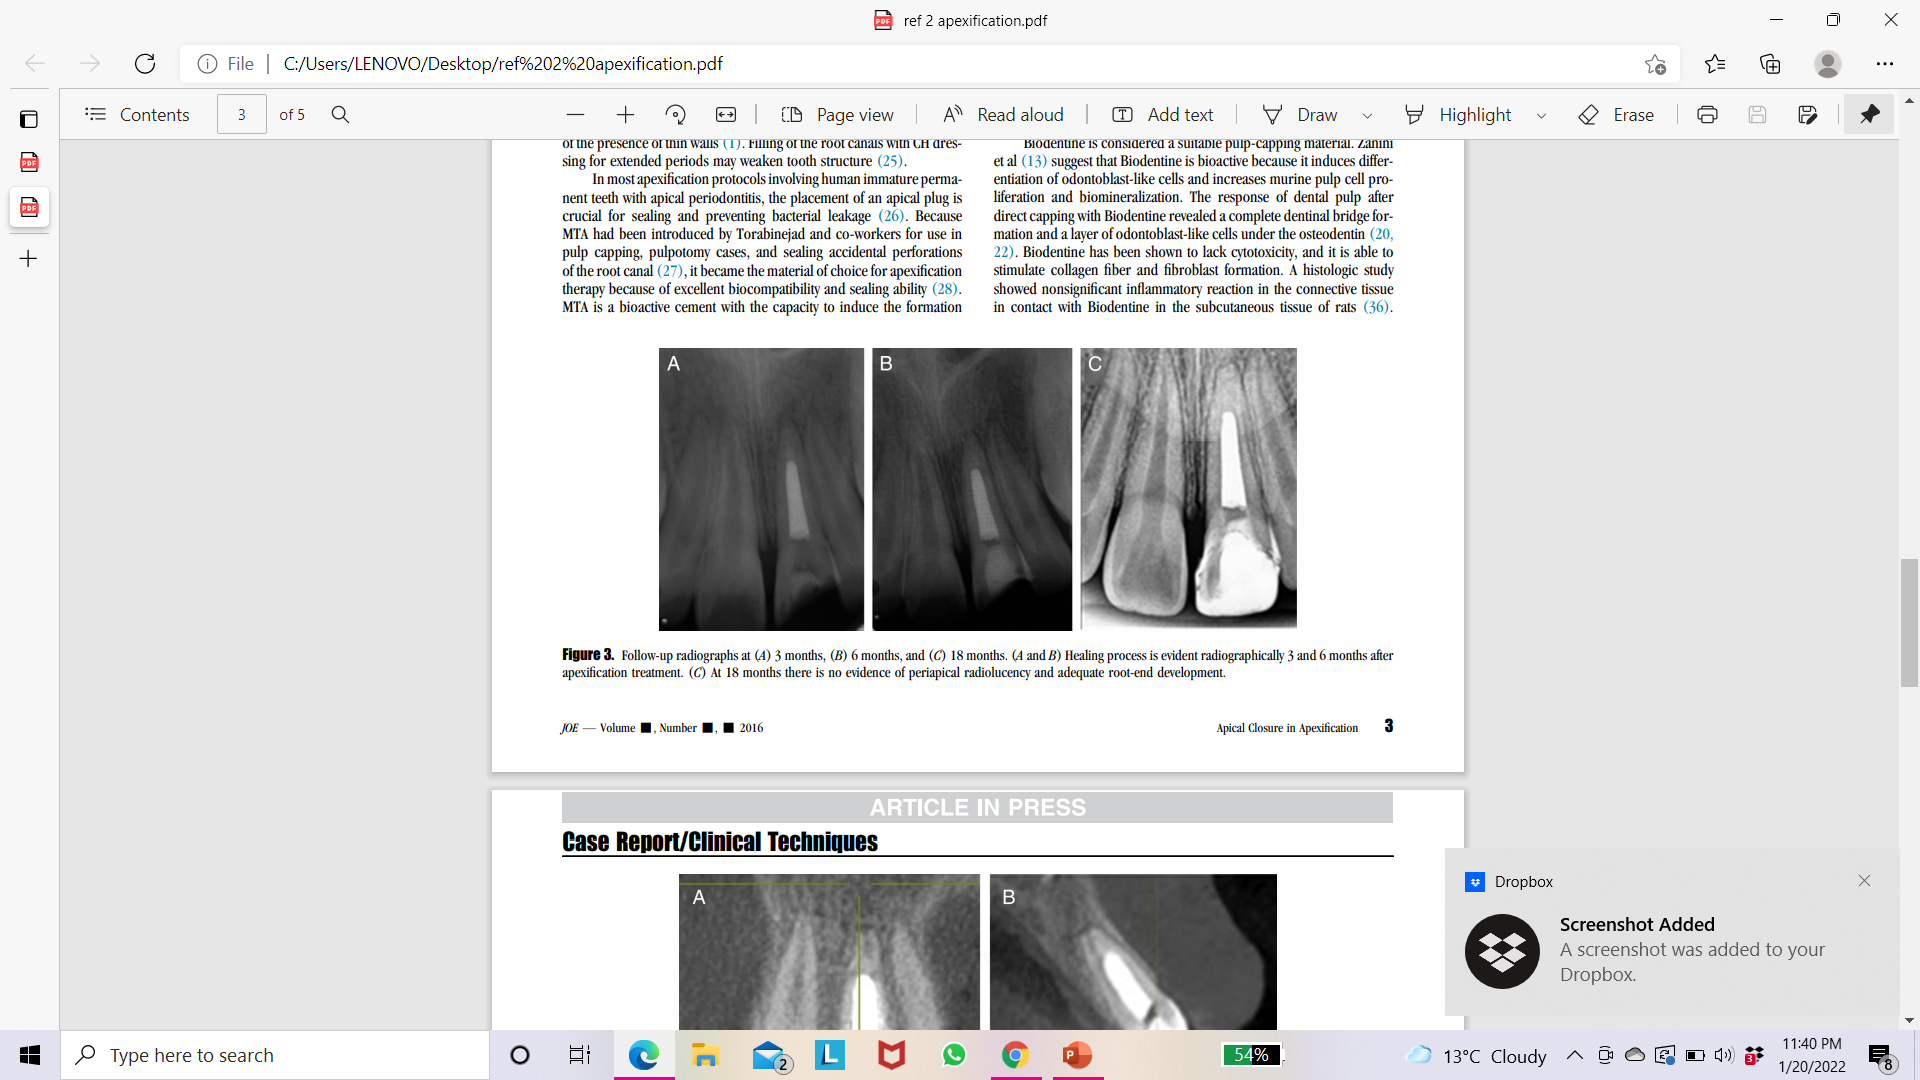 ref 2 apexification.pdf
File
C:/Users/LENOVO/Desktop/ref%202%20apexification.pdf
Contents
3
of 5
Page view
Read aloud
Add text
Draw
Highlight
Erase
of the presence of thin walls (1). Filling of the root canals with CH dres-
sing for extended periods may weaken tooth structure (25).
In most apexification protocols involving human immature perma-
nent teeth with apical periodontitis, the placement of an apical plug is
crucial for sealing and preventing bacterial leakage (26). Because
MTA had been introduced by Torabinejad and co-workers for use in
pulp capping, pulpotomy cases, and sealing accidental perforations
of the root canal (27), it became the material of choice for apexification
therapy because of excellent biocompatibility and sealing ability (28).
MTA is a bioactive cement with the capacity to induce the formation
Biodentine is considered a suitable pulp-capping material. Zanini
et al (13) suggest that Biodentine is bioactive because it induces differ-
entiation of odontoblast-like cells and increases murine pulp cell pro-
liferation and biomineralization. The response of dental pulp after
direct capping with Biodentine revealed a complete dentinal bridge for-
mation and a layer of odontoblast-like cells under the osteodentin (20,
22). Biodentine has been shown to lack cytotoxicity, and it is able to
stimulate collagen fiber and fibroblast formation. A histologic study
showed nonsignificant inflammatory reaction in the connective tissue
in contact with Biodentine in the subcutaneous tissue of rats (36).
A
B
C
Figure 3. Follow-up radiographs at (A) 3 months, (B) 6 months, and (C) 18 months. (A and B) Healing process is evident radiographically 3 and 6 months after
apexification treatment. (C) At 18 months there is no evidence of periapical radiolucency and adequate root-end development.
JOE — Volume ■, Number ■, ■ 2016
Apical Closure in Apexification 3
ARTICLE IN PRESS
Case Report/Clinical Techniques
A
B
Dropbox
Screenshot Added
A screenshot was added to your
Dropbox.
Type here to search
2
L
P
54%
13°C Cloudy
3
11:40 PM
1/20/2022
8